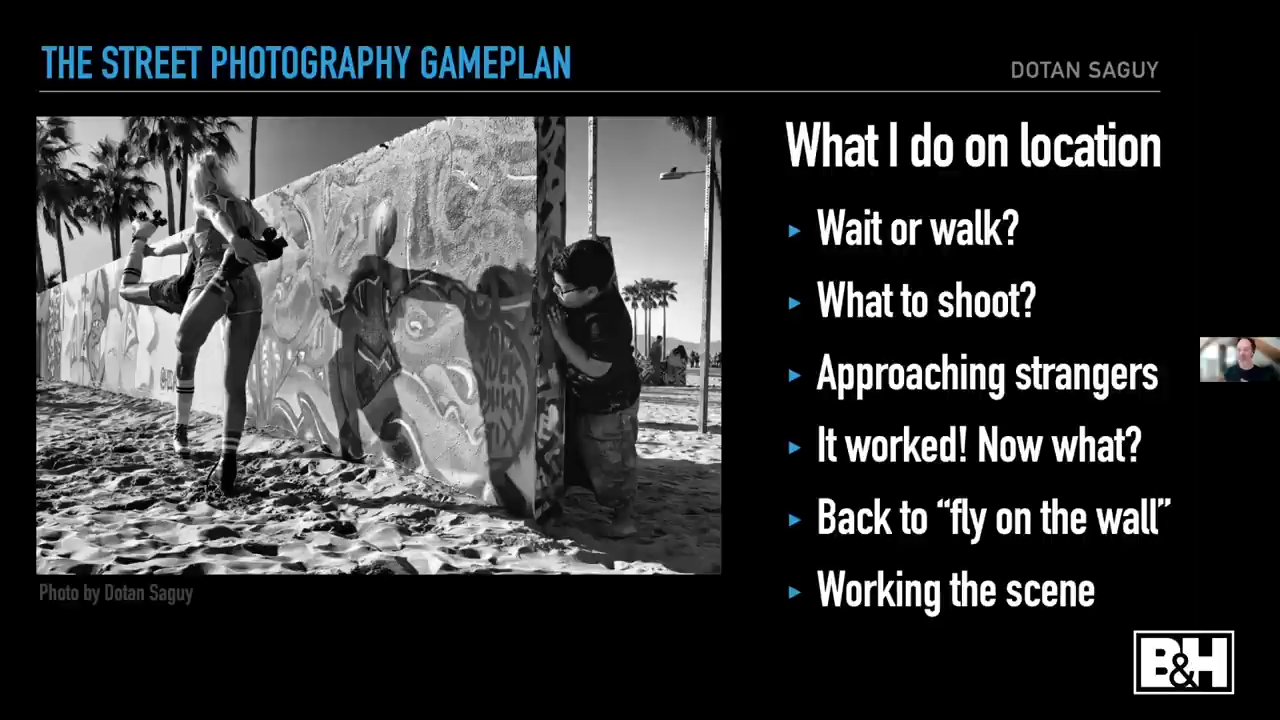 THE STREET PHOTOGRAPHY GAMEPLAN
DOTAN SAGUY
What I do on location
Wait or walk?
What to shoot?
Approaching strangers
It worked! Now what?
Back to “fly on the wall”
Working the scene
Photo by Dotan Saguy
B&H